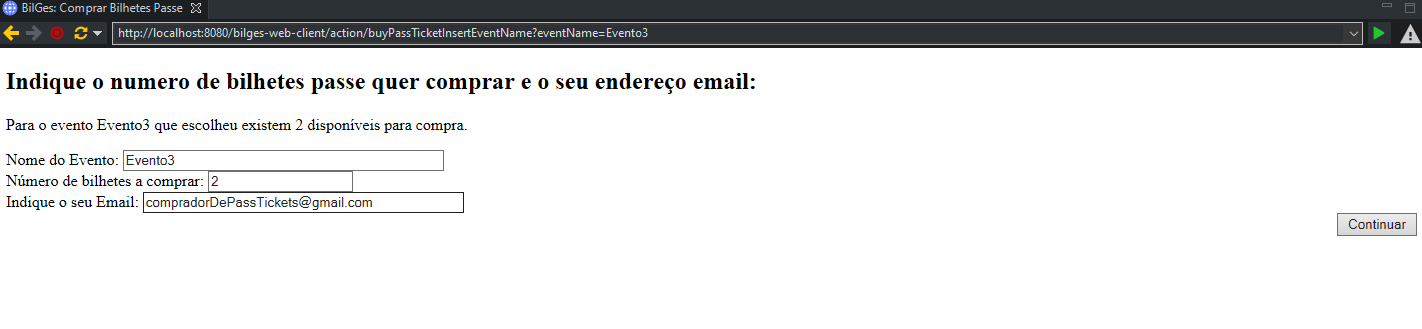 BilGes: Comprar Bilhetes Passe
http://localhost:8080/bilges-web-client/action/buyPassTicketInsertEventName?eventName=Evento3
Indique o numero de bilhetes passe quer comprar e o seu endereço email:
Para o evento Evento3 que escolheu existem 2 disponíveis para compra.
Nome do Evento: Evento3
Número de bilhetes a comprar: 2
Indique o seu Email: compradorDePassTickets@gmail.com
Continuar